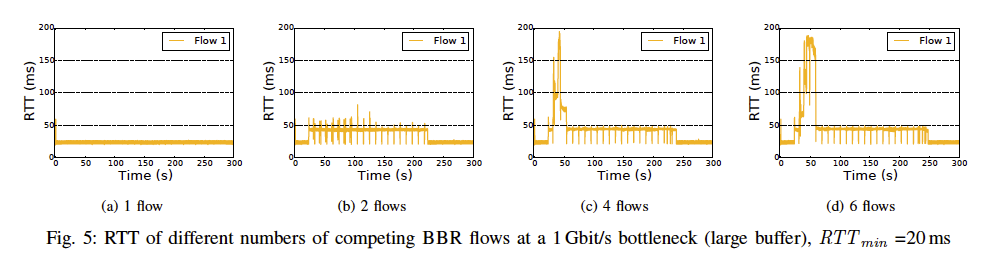 200
150
100
50
0
RTT (ms)
Flow 1
0 50 100 150 200 250 300
Time (s)
(a) 1 flow
200
150
100
50
0
RTT (ms)
Flow 1
0 50 100 150 200 250 300
Time (s)
(b) 2 flows
200
150
100
50
0
RTT (ms)
Flow 1
0 50 100 150 200 250 300
Time (s)
(c) 4 flows
200
150
100
50
0
RTT (ms)
Flow 1
0 50 100 150 200 250 300
Time (s)
(d) 6 flows
Fig. 5: RTT of different numbers of competing BBR flows at a 1 Gbit/s bottleneck (large buffer), RTT min =20 ms